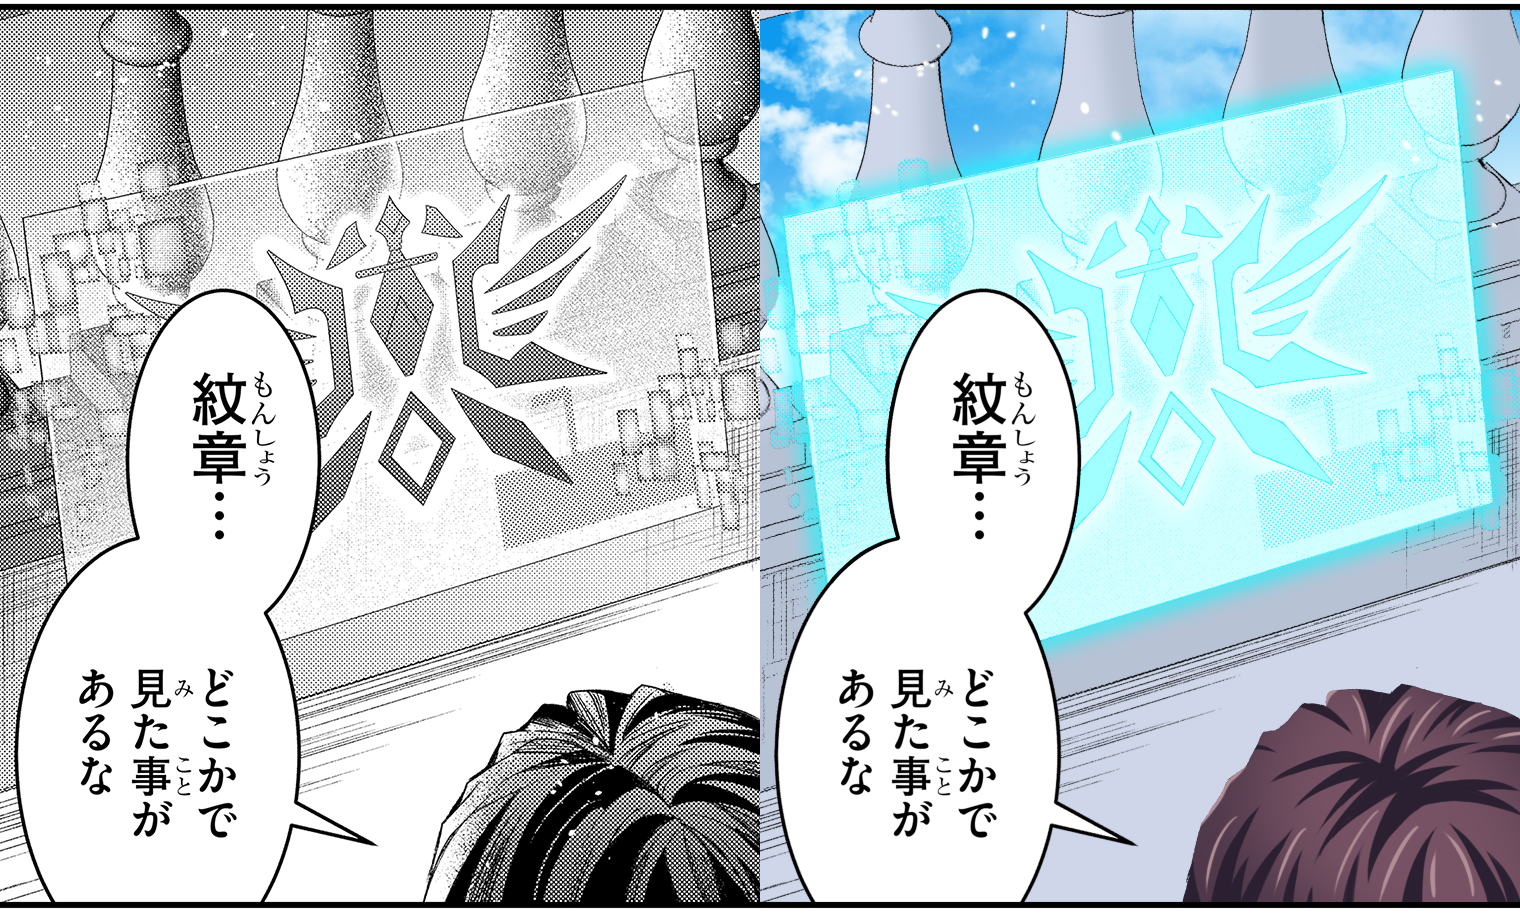 紋章…
どこかで
見た事が
あるな
紋章…
どこかで
見た事が
あるな